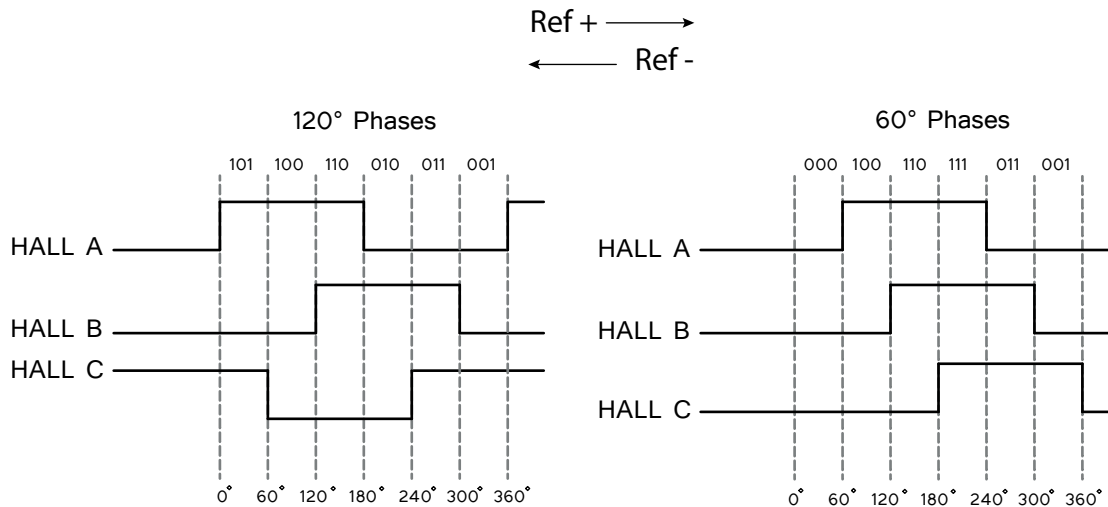 Ref +
Ref -
120° Phases
101 100 110 010 011 001
HALL A
HALL B
HALL C
0° 60° 120° 180° 240° 300° 360°
60° Phases
000 100 110 111 011 001
HALL A
HALL B
HALL C
0° 60° 120° 180° 240° 300° 360°